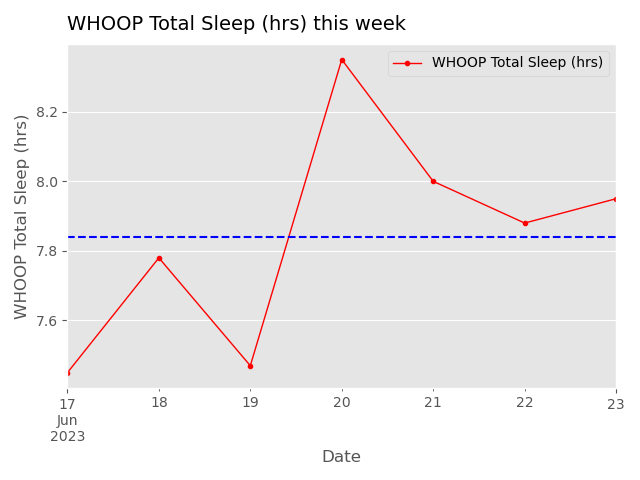 WHOOP Total Sleep (hrs) this week
WHOOP Total Sleep (hrs)
WHOOP Total Sleep (hrs)
8.2
8.0
7.8
7.6
17 18 19 20 21 22 23
Jun
2023
Date